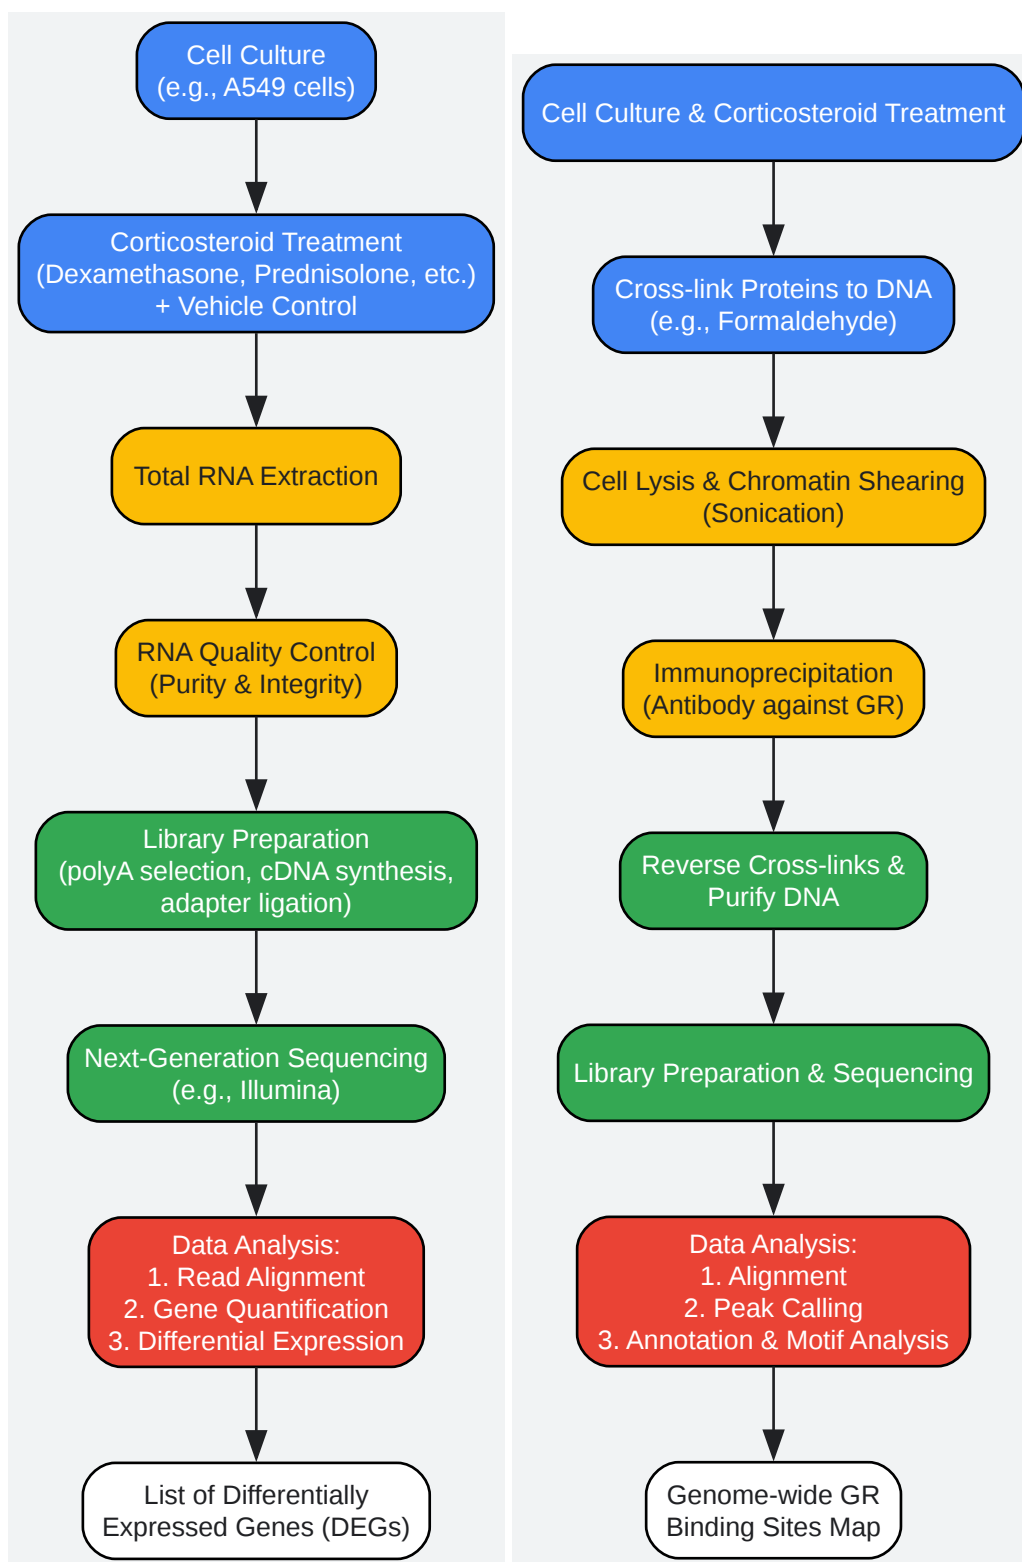 Cell Culture
(e.g., A549 cells)
Corticosteroid Treatment
(Dexamethasone, Prednisolone, etc.)
+ Vehicle Control
Total RNA Extraction
RNA Quality Control
(Purity & Integrity)
Library Preparation
(polyA selection, cDNA synthesis,
adapter ligation)
Next-Generation Sequencing
(e.g., Illumina)
Data Analysis:
1. Read Alignment
2. Gene Quantification
3. Differential Expression
List of Differentially
Expressed Genes (DEGs)
Cell Culture & Corticosteroid Treatment
Cross-link Proteins to DNA
(e.g., Formaldehyde)
Cell Lysis & Chromatin Shearing
(Sonication)
Immunoprecipitation
(Antibody against GR)
Reverse Cross-links &
Purify DNA
Library Preparation & Sequencing
Data Analysis:
1. Alignment
2. Peak Calling
3. Annotation & Motif Analysis
Genome-wide GR
Binding Sites Map